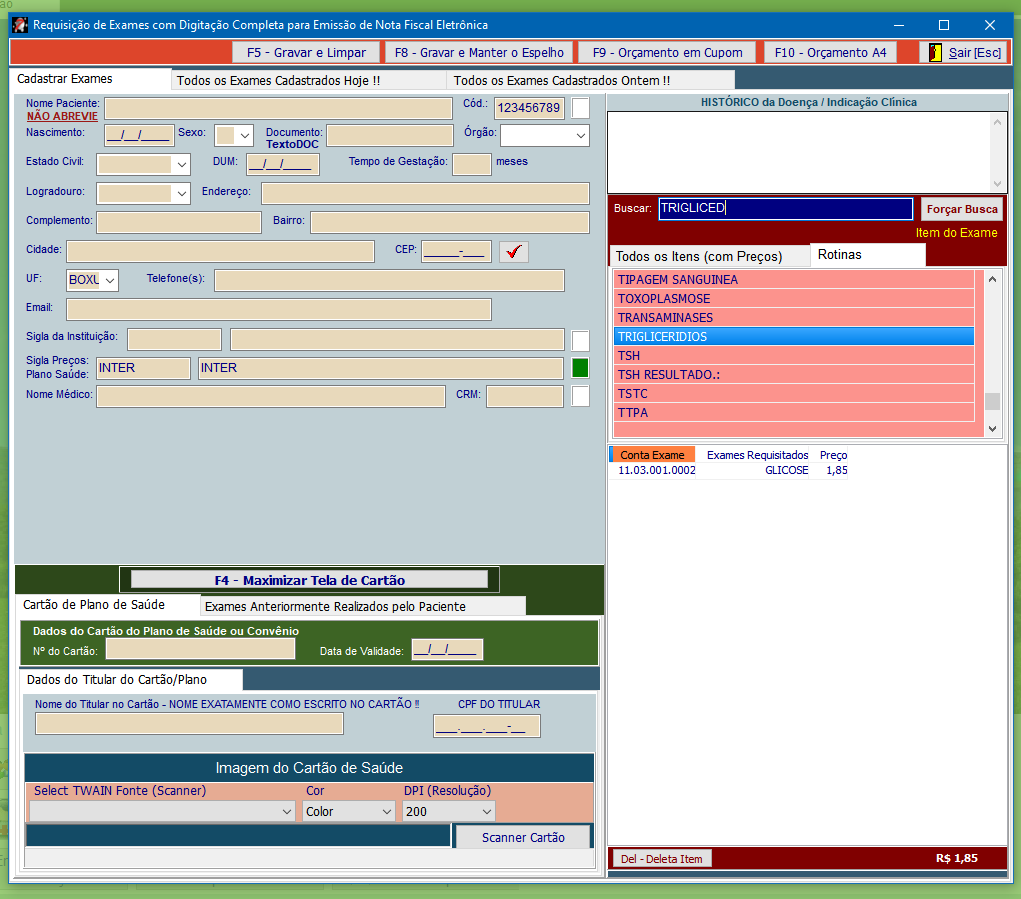 Requisição de Exames com Digitação Completa para Emissão de Nota Fiscal Eletrônica
F5 - Gravar e Limpar
F8 - Gravar e Manter o Espelho
F9 - Orçamento em Cupom
F10 - Orçamento A4
Sair [Esc]
Cadastrar Exames
Todos os Exames Cadastrados Hoje !!
Todos os Exames Cadastrados Ontem !!
Nome Paciente:
NÃO ABREVIE
Cód.: 123456789
Nascimento: __/__/____
Sexo:
Documento:
TextoDOC
Órgão:
Estado Civil:
DUM: __/__/____
Tempo de Gestação: meses
Logradouro:
Endereço:
Complemento:
Bairro:
Cidade:
CEP: _____-___
UF: BOXU
Telefone(s):
Email:
Sigla da Instituição:
Sigla Preços:
Plano Saúde:
INTER
INTER
Nome Médico:
CRM:
F4 - Maximizar Tela de Cartão
Cartão de Plano de Saúde
Exames Anteriormente Realizados pelo Paciente
Dados do Cartão do Plano de Saúde ou Convênio
Nº do Cartão:
Data de Validade: __/__/____
Dados do Titular do Cartão/Plano
Nome do Titular no Cartão - NOME EXATAMENTE COMO ESCRITO NO CARTÃO !!
CPF DO TITULAR
___.___.___-__
Imagem do Cartão de Saúde
Select TWAIN Fonte (Scanner)
Cor
DPI (Resolução)
Color
200
Scanner Cartão
HISTÓRICO da Doença / Indicação Clínica
Buscar: TRIGLICED
Forçar Busca
Item do Exame
Todos os Itens (com Preços)
Rotinas
TIPAGEM SANGUINEA
TOXOPLASMOSE
TRANSAMINASES
TRIGLICERIDIOS
TSH
TSH RESULTADO.:
TSTC
TTPA
Conta Exame Exames Requisitados Preço
11.03.001.0002 GLICOSE 1,85
Del - Deleta Item
R$ 1,85